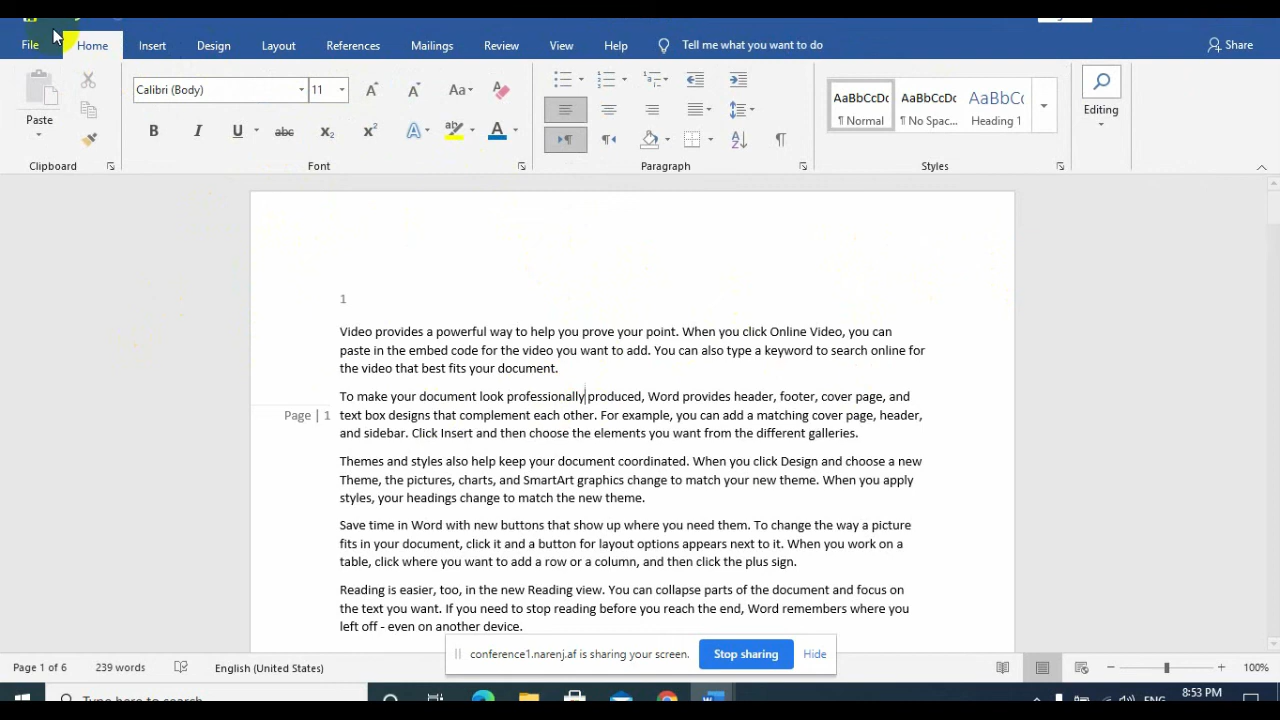 File Home Insert Design Layout References Mailings Review View Help Tell me what you want to do Share
Calibri (Body) 11 Aa AaBbCcDc AaBbCcDc AaBbCc
Paste B I U abc x₂ x² A A ¶ Normal ¶ No Spac... Heading 1 Editing
Clipboard Font Paragraph Styles
1
Video provides a powerful way to help you prove your point. When you click Online Video, you can
paste in the embed code for the video you want to add. You can also type a keyword to search online for
the video that best fits your document.
To make your document look professionally produced, Word provides header, footer, cover page, and
Page | 1 text box designs that complement each other. For example, you can add a matching cover page, header,
and sidebar. Click Insert and then choose the elements you want from the different galleries.
Themes and styles also help keep your document coordinated. When you click Design and choose a new
Theme, the pictures, charts, and SmartArt graphics change to match your new theme. When you apply
styles, your headings change to match the new theme.
Save time in Word with new buttons that show up where you need them. To change the way a picture
fits in your document, click it and a button for layout options appears next to it. When you work on a
table, click where you want to add a row or a column, and then click the plus sign.
Reading is easier, too, in the new Reading view. You can collapse parts of the document and focus on
the text you want. If you need to stop reading before you reach the end, Word remembers where you
left off - even on another device.
conference1.narenj.af is sharing your screen. Stop sharing Hide
Page 1 of 6 239 words English (United States) 100%
Type here to search ENG 8:53 PM